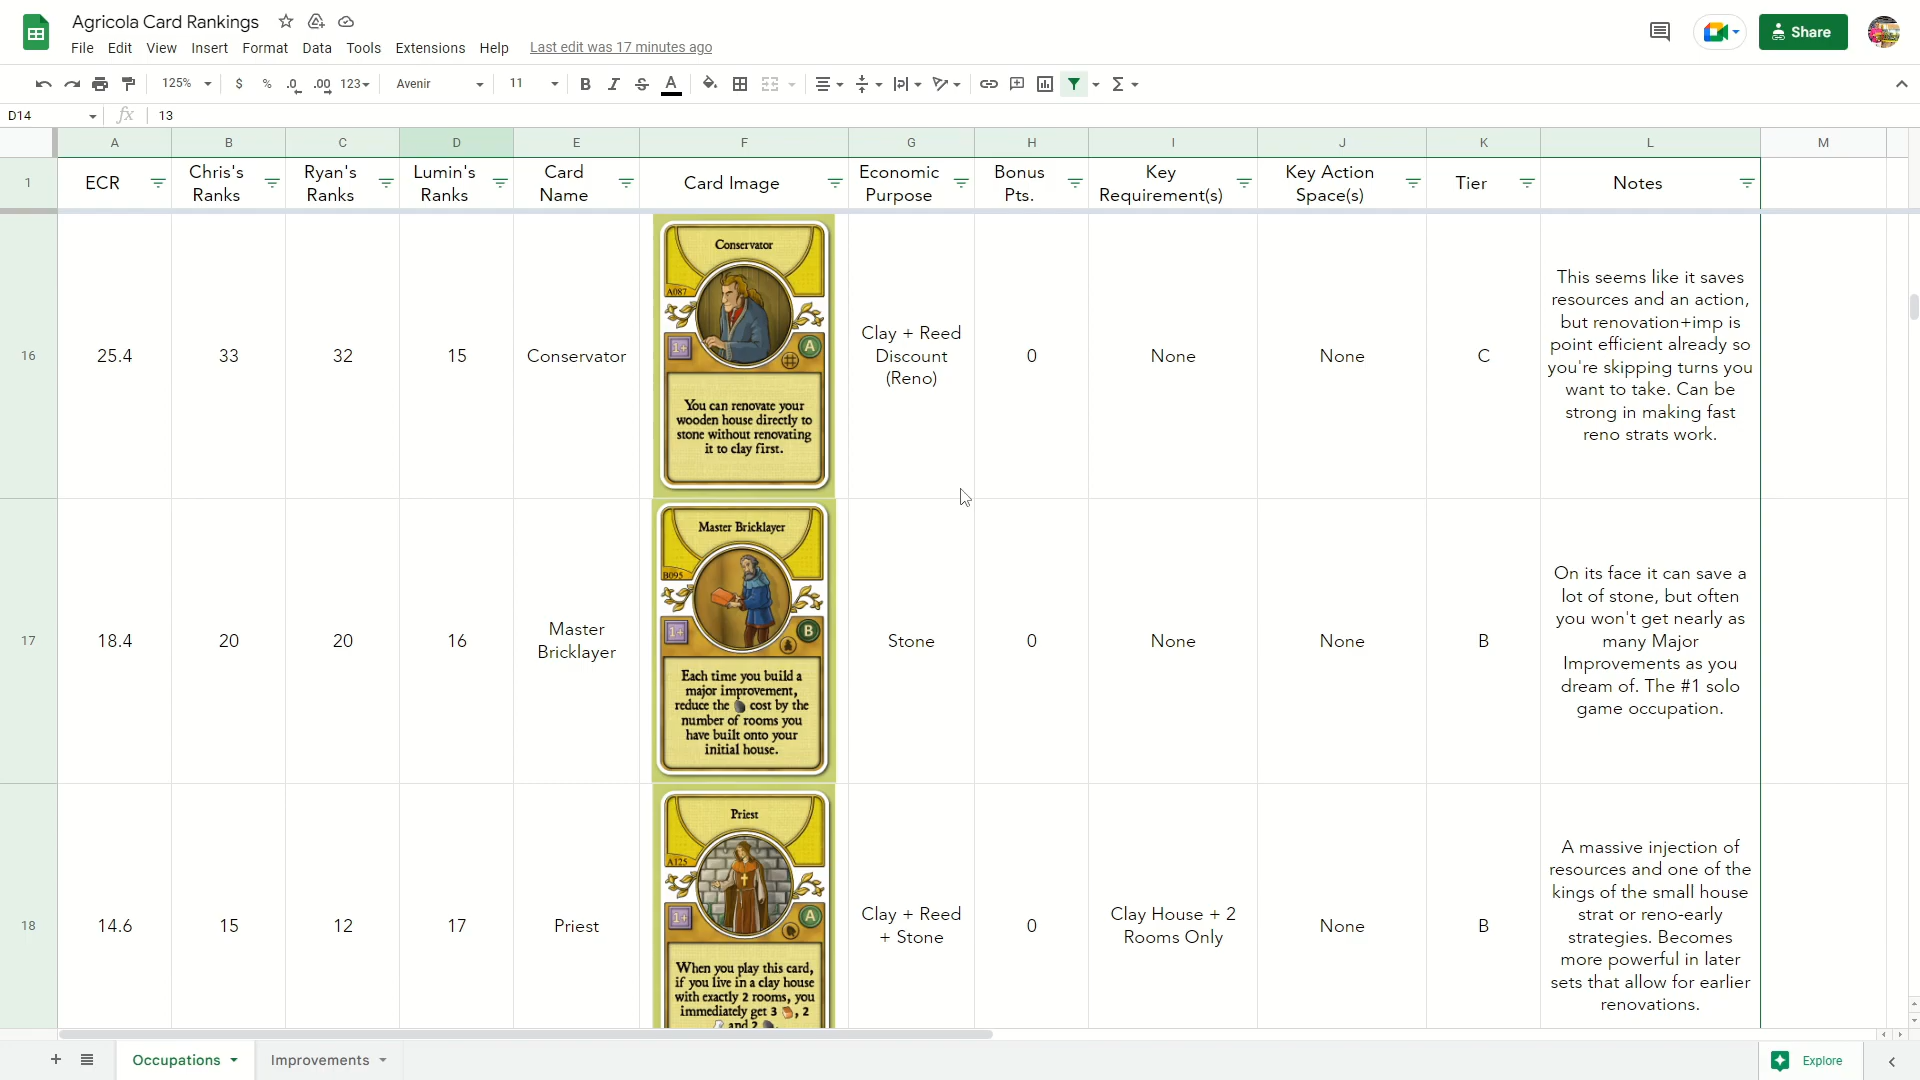 Agricola Card Rankings
File Edit View Insert Format Data Tools Extensions Help Last edit was 17 minutes ago
Share
125% $ % .0 .00 123 Avenir 11 B I S A
D14 fx 13
A B C D E F G H I J K L M
1
ECR
Chris's
Ranks
Ryan's
Ranks
Lumin's
Ranks
Card
Name
Card Image
Economic
Purpose
Bonus
Pts.
Key
Requirement(s)
Key Action
Space(s)
Tier
Notes
16
25.4
33
32
15
Conservator
Conservator
A087
1+
A
You can renovate your
wooden house directly to
stone without renovating
it to clay first.
Clay + Reed
Discount
(Reno)
0
None
None
C
This seems like it saves
resources and an action,
but renovation+imp is
point efficient already so
you're skipping turns you
want to take. Can be
strong in making fast
reno strats work.
17
18.4
20
20
16
Master
Bricklayer
Master Bricklayer
B095
1+
B
Each time you build a
major improvement,
reduce the cost by the
number of rooms you
have built onto your
initial house.
Stone
0
None
None
B
On its face it can save a
lot of stone, but often
you won't get nearly as
many Major
Improvements as you
dream of. The #1 solo
game occupation.
18
14.6
15
12
17
Priest
Priest
A125
1+
A
When you play this card,
if you live in a clay house
with exactly 2 rooms, you
immediately get 3 , 2
and 2
Clay + Reed
+ Stone
0
Clay House + 2
Rooms Only
None
B
A massive injection of
resources and one of the
kings of the small house
strat or reno-early
strategies. Becomes
more powerful in later
sets that allow for earlier
renovations.
Occupations Improvements
Explore